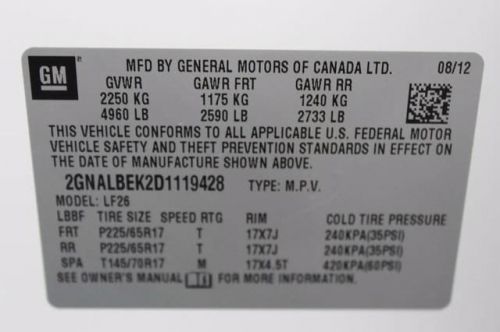 GM MFD BY GENERAL MOTORS OF CANADA LTD. 08/12
GVWR GAWR FRT GAWR RR
2250 KG 1175 KG 1240 KG
4960 LB 2590 LB 2733 LB
THIS VEHICLE CONFORMS TO ALL APPLICABLE U.S. FEDERAL MOTOR
VEHICLE SAFETY AND THEFT PREVENTION STANDARDS IN EFFECT ON
THE DATE OF MANUFACTURE SHOWN ABOVE.
2GNALBEK2D1119428 TYPE: M.P.V.
MODEL: LF26
LBBF TIRE SIZE SPEED RTG RIM COLD TIRE PRESSURE
FRT P225/65R17 T 17X7J 240KPA(35PSI)
RR P225/65R17 T 17X7J 240KPA(35PSI)
SPA T145/70R17 M 17X4.5T 420KPA(60PSI)
SEE OWNER'S MANUAL FOR MORE INFORMATION.